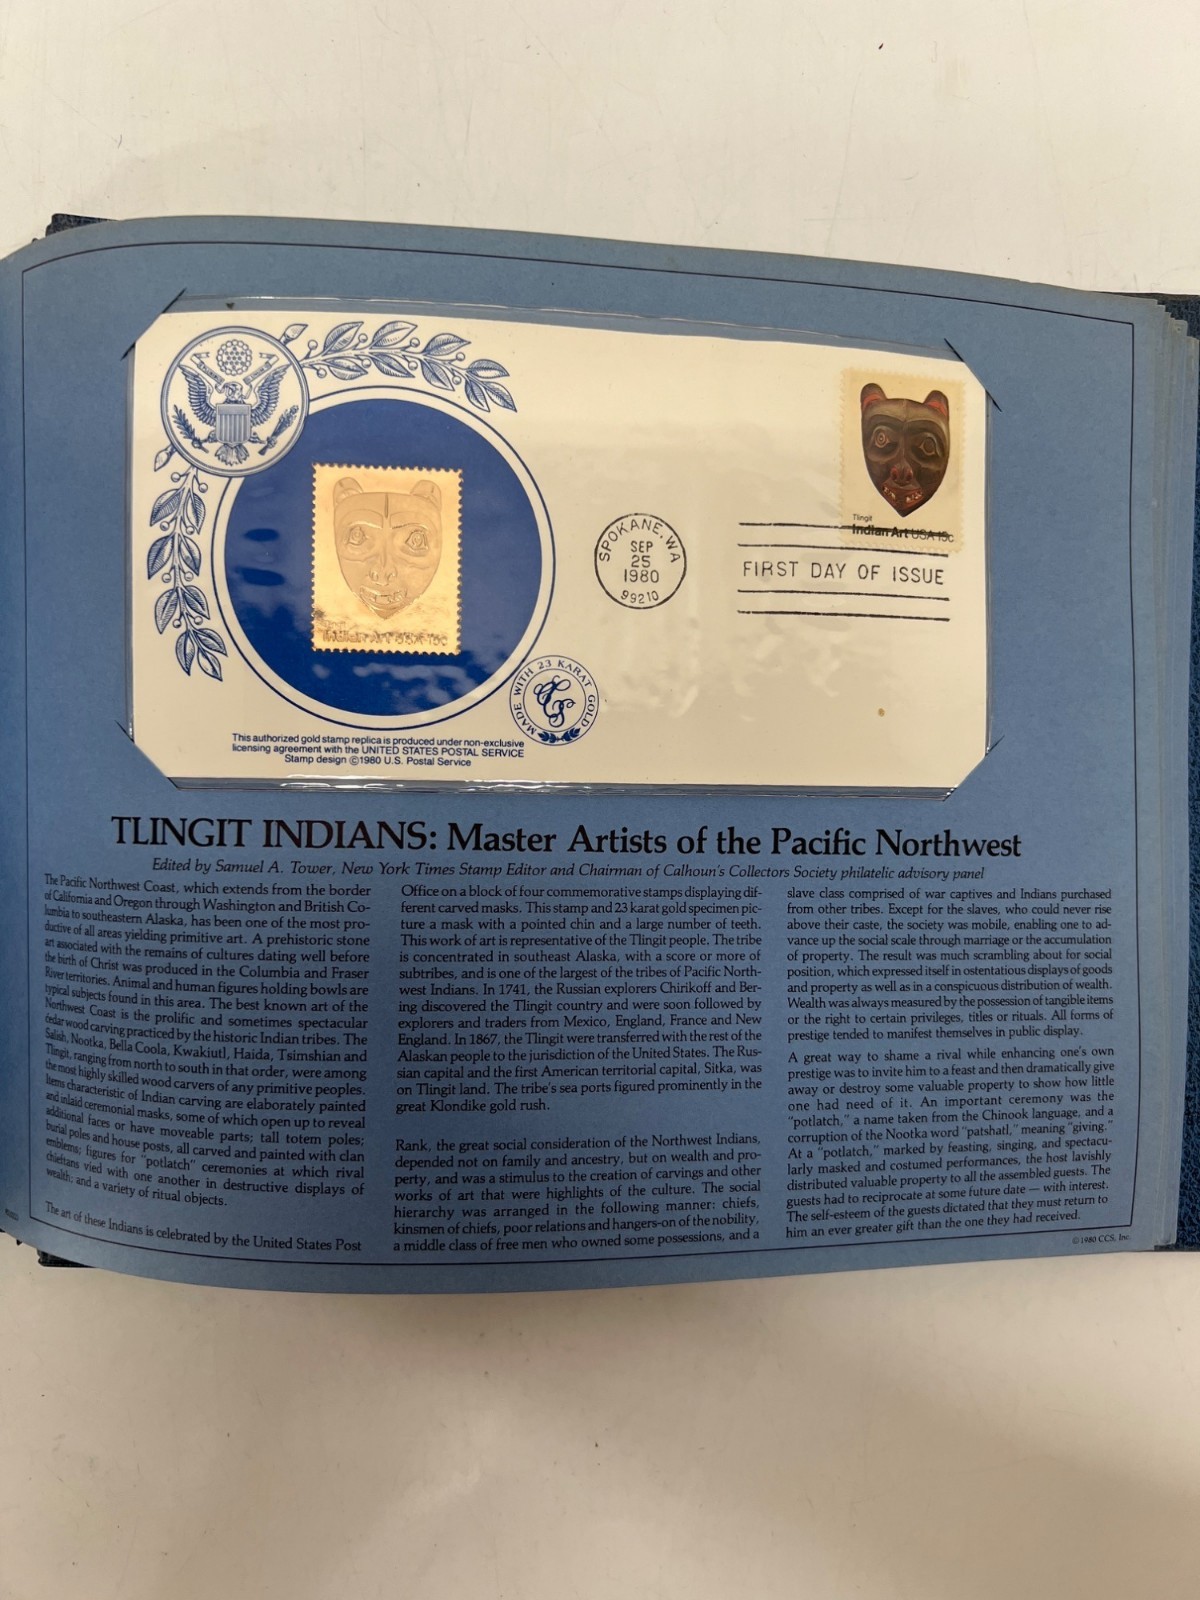 Tlingit
Indian Art USA 15c
SPOKANE, WA
SEP
25
1980
99210
FIRST DAY OF ISSUE
Indian Art USA 15c
MADE WITH 23 KARAT GOLD
This authorized gold stamp replica is produced under non-exclusive
licensing agreement with the UNITED STATES POSTAL SERVICE
Stamp design ©1980 U.S. Postal Service
TLINGIT INDIANS: Master Artists of the Pacific Northwest
Edited by Samuel A. Tower, New York Times Stamp Editor and Chairman of Calhoun's Collectors Society philatelic advisory panel
The Pacific Northwest Coast, which extends from the border
of California and Oregon through Washington and British Co-
lumbia to southeastern Alaska, has been one of the most pro-
ductive of all areas yielding primitive art. A prehistoric stone
art associated with the remains of cultures dating well before
the birth of Christ was produced in the Columbia and Fraser
River territories. Animal and human figures holding bowls are
typical subjects found in this area. The best known art of the
Northwest Coast is the prolific and sometimes spectacular
cedar wood carving practiced by the historic Indian tribes. The
Salish, Nootka, Bella Coola, Kwakiutl, Haida, Tsimshian and
Tlingit, ranging from north to south in that order, were among
the most highly skilled wood carvers of any primitive peoples.
Items characteristic of Indian carving are elaborately painted
and inlaid ceremonial masks, some of which open up to reveal
additional faces or have moveable parts; tall totem poles;
burial poles and house posts, all carved and painted with clan
emblems; figures for "potlatch" ceremonies at which rival
chieftans vied with one another in destructive displays of
wealth; and a variety of ritual objects.
The art of these Indians is celebrated by the United States Post
Office on a block of four commemorative stamps displaying dif-
ferent carved masks. This stamp and 23 karat gold specimen pic-
ture a mask with a pointed chin and a large number of teeth.
This work of art is representative of the Tlingit people. The tribe
is concentrated in southeast Alaska, with a score or more of
subtribes, and is one of the largest of the tribes of Pacific North-
west Indians. In 1741, the Russian explorers Chirikoff and Ber-
ing discovered the Tlingit country and were soon followed by
explorers and traders from Mexico, England, France and New
England. In 1867, the Tlingit were transferred with the rest of the
Alaskan people to the jurisdiction of the United States. The Rus-
sian capital and the first American territorial capital, Sitka, was
on Tlingit land. The tribe's sea ports figured prominently in the
great Klondike gold rush.
Rank, the great social consideration of the Northwest Indians,
depended not on family and ancestry, but on wealth and pro-
perty, and was a stimulus to the creation of carvings and other
works of art that were highlights of the culture. The social
hierarchy was arranged in the following manner: chiefs,
kinsmen of chiefs, poor relations and hangers-on of the nobility,
a middle class of free men who owned some possessions, and a
slave class comprised of war captives and Indians purchased
from other tribes. Except for the slaves, who could never rise
above their caste, the society was mobile, enabling one to ad-
vance up the social scale through marriage or the accumulation
of property. The result was much scrambling about for social
position, which expressed itself in ostentatious displays of goods
and property as well as in a conspicuous distribution of wealth.
Wealth was always measured by the possession of tangible items
or the right to certain privileges, titles or rituals. All forms of
prestige tended to manifest themselves in public display.
A great way to shame a rival while enhancing one's own
prestige was to invite him to a feast and then dramatically give
away or destroy some valuable property to show how little
one had need of it. An important ceremony was the
"potlatch," a name taken from the Chinook language, and a
corruption of the Nootka word "patshatl," meaning "giving."
At a "potlatch," marked by feasting, singing, and spectacu-
larly masked and costumed performances, the host lavishly
distributed valuable property to all the assembled guests. The
guests had to reciprocate at some future date — with interest.
The self-esteem of the guests dictated that they must return to
him an ever greater gift than the one they had received.
© 1980 CCS, Inc.